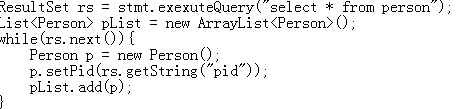 ResultSet rs = stmt.exexuteQuery("select * from person");
List<Person> pList = new ArrayList<Person>();
while(rs.next()){
    Person p = new Person();
    p.setPid(rs.getString("pid"));
    pList.add(p);
}